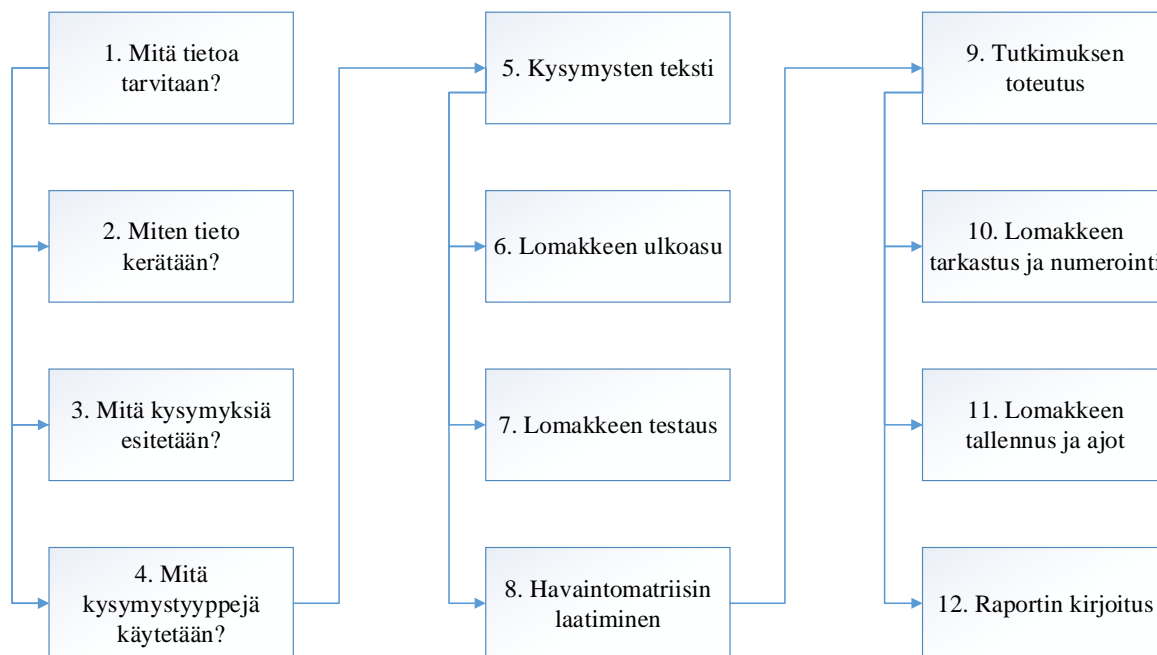 1. Mitä tietoa
tarvitaan?
2. Miten tieto
kerätään?
3. Mitä kysymyksiä
esitetään?
4. Mitä
kysymystyyppejä
käytetään?
5. Kysymysten teksti
6. Lomakkeen ulkoasu
7. Lomakkeen testaus
8. Havaintomatriisin
laatiminen
9. Tutkimuksen
toteutus
10. Lomakkeen
tarkastus ja numerointi
11. Lomakkeen
tallennus ja ajot
12. Raportin kirjoitus